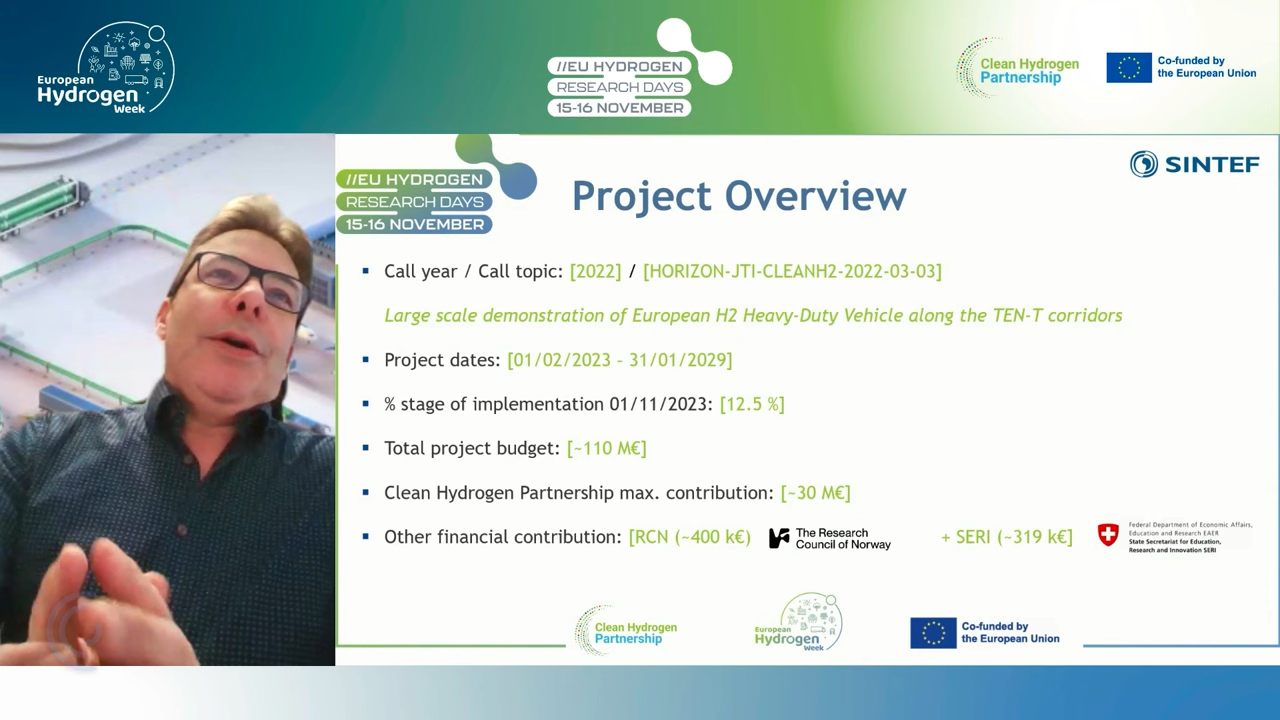 European
Hydrogen
Week
//EU HYDROGEN
RESEARCH DAYS
15-16 NOVEMBER
Clean Hydrogen
Partnership
Co-funded by
the European Union
//EU HYDROGEN
RESEARCH DAYS
15-16 NOVEMBER
Project Overview
SINTEF
▪ Call year / Call topic: [2022] / [HORIZON-JTI-CLEANH2-2022-03-03]
Large scale demonstration of European H2 Heavy-Duty Vehicle along the TEN-T corridors
▪ Project dates: [01/02/2023 – 31/01/2029]
▪ % stage of implementation 01/11/2023: [12.5 %]
▪ Total project budget: [~110 M€]
▪ Clean Hydrogen Partnership max. contribution: [~30 M€]
▪ Other financial contribution: [RCN (~400 k€) + SERI (~319 k€]
The Research
Council of Norway
Federal Department of Economic Affairs,
Education and Research EAER
State Secretariat for Education,
Research and Innovation SERI
Clean Hydrogen
Partnership
European
Hydrogen
Week
Co-funded by
the European Union